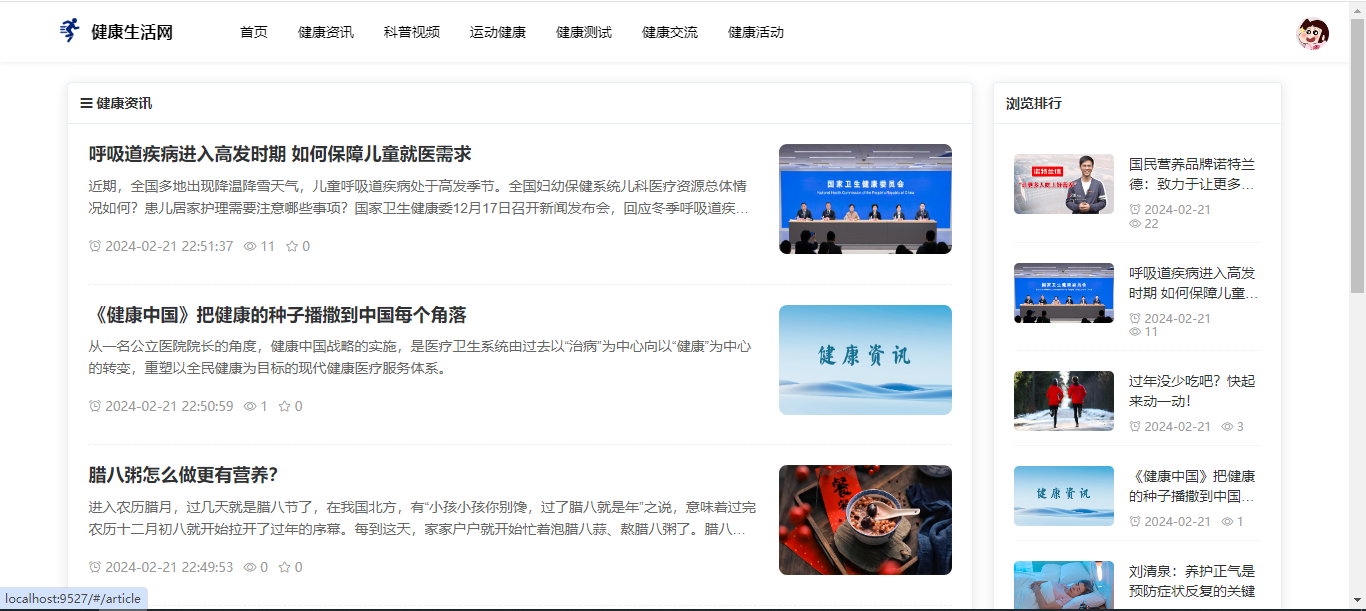 健康生活网
首页 健康资讯 科普视频 运动健康 健康测试 健康交流 健康活动
健康资讯
呼吸道疾病进入高发时期 如何保障儿童就医需求
近期，全国多地出现降温降雪天气，儿童呼吸道疾病处于高发季节。全国妇幼保健系统儿科医疗资源总体情
况如何？患儿居家护理需要注意哪些事项？国家卫生健康委12月17日召开新闻发布会，回应冬季呼吸道疾...
2024-02-21 22:51:37 11 0
国家卫生健康委员会
《健康中国》把健康的种子播撒到中国每个角落
从一名公立医院院长的角度，健康中国战略的实施，是医疗卫生系统由过去以“治病”为中心向以“健康”为中心
的转变，重塑以全民健康为目标的现代健康医疗服务体系。
2024-02-21 22:50:59 1 0
健康资讯
腊八粥怎么做更有营养？
进入农历腊月，过几天就是腊八节了，在我国北方，有“小孩小孩你别馋，过了腊八就是年”之说，意味着过完
农历十二月初八就开始拉开了过年的序幕。每到这天，家家户户就开始忙着泡腊八蒜、熬腊八粥了。腊八...
2024-02-21 22:49:53 0 0
浏览排行
诺特兰德
国民营养品牌诺特兰
德：致力于让更多...
2024-02-21
22
国家卫生健康委员会
呼吸道疾病进入高发
时期 如何保障儿童...
2024-02-21
11
过年没少吃吧？快起
来动一动！
2024-02-21 3
健康资讯
《健康中国》把健康
的种子播撒到中国...
2024-02-21 1
刘清泉：养护正气是
预防症状反复的关键
localhost:9527/#/article